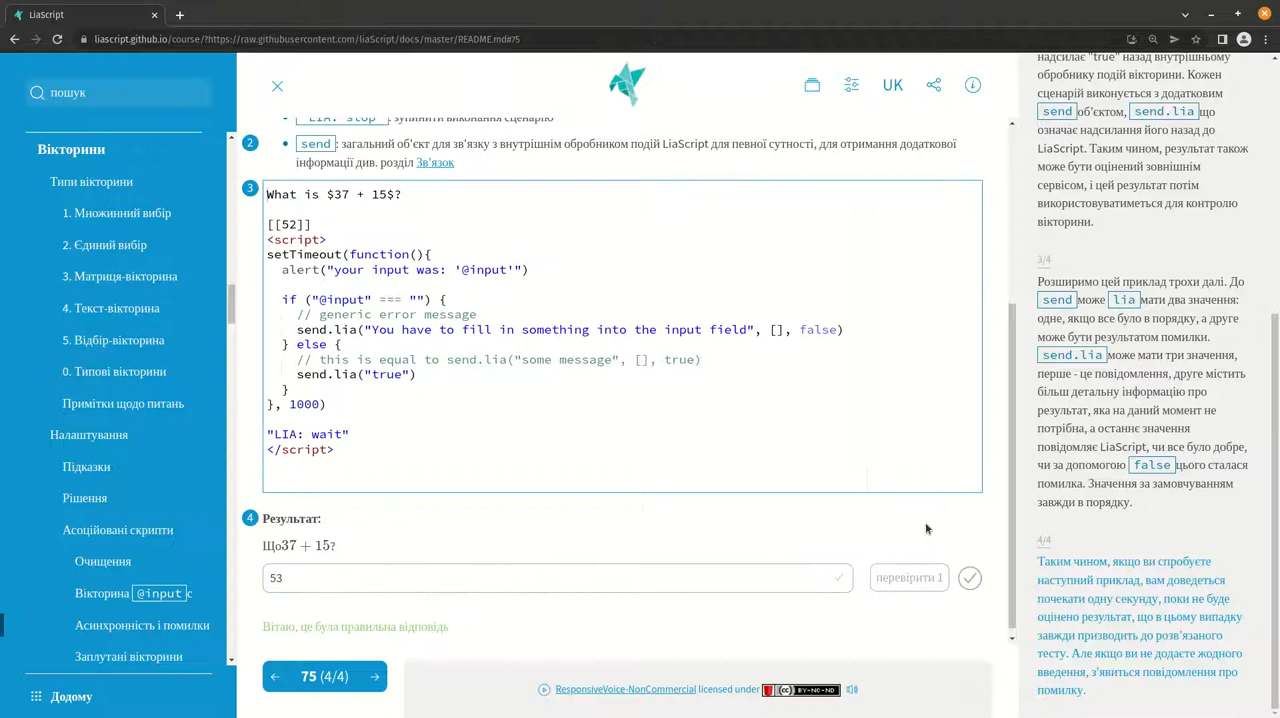 LiaScript
liascript.github.io/course/?https://raw.githubusercontent.com/liaScript/docs/master/README.md#75
пошук
Вікторини
Типи вікторини
1. Множинний вибір
2. Єдиний вибір
3. Матриця-вікторина
4. Текст-вікторина
5. Відбір-вікторина
0. Типові вікторини
Примітки щодо питань
Налаштування
Підказки
Рішення
Асоційовані скрипти
Очищення
Вікторина @input с
Асинхронність і помилки
Заплутані вікторини
Додому
UK
"LIA: stop" : зупинити виконання сценарію
2
send : загальний об'єкт для зв'язку з внутрішнім обробником подій LiaScript для певної сутності, для отримання додаткової
інформації див. розділ Зв'язок
3
What is $37 + 15$?
[[52]]
<script>
setTimeout(function(){
alert("your input was: '@input'")
if ("@input" === "") {
// generic error message
send.lia("You have to fill in something into the input field", [], false)
} else {
// this is equal to send.lia("some message", [], true)
send.lia("true")
}
}, 1000)
"LIA: wait"
</script>
4 Результат:
Що37 + 15?
53
перевірити 1
Вітаю, це була правильна відповідь
75 (4/4)
ResponsiveVoice-NonCommercial licensed under
cc BY-NC-ND
надсилає "true" назад внутрішньому
обробнику подій вікторини. Кожен
сценарій виконується з додатковим
send об'єктом, send.lia що
означає надсилання його назад до
LiaScript. Таким чином, результат також
може бути оцінений зовнішнім
сервісом, і цей результат потім
використовуватиметься для контролю
вікторини.
3/4
Розширимо цей приклад трохи далі. До
send може lia мати два значення:
одне, якщо все було в порядку, а друге
може бути результатом помилки.
send.lia може мати три значення,
перше - це повідомлення, друге містить
більш детальну інформацію про
результат, яка на даний момент не
потрібна, а останнє значення
повідомляє LiaScript, чи все було добре,
чи за допомогою false цього сталася
помилка. Значення за замовчуванням
завжди в порядку.
4/4
Таким чином, якщо ви спробуєте
наступний приклад, вам доведеться
почекати одну секунду, поки не буде
оцінено результат, що в цьому випадку
завжди призводить до розв'язаного
тесту. Але якщо ви не додаєте жодного
введення, з'явиться повідомлення про
помилку.